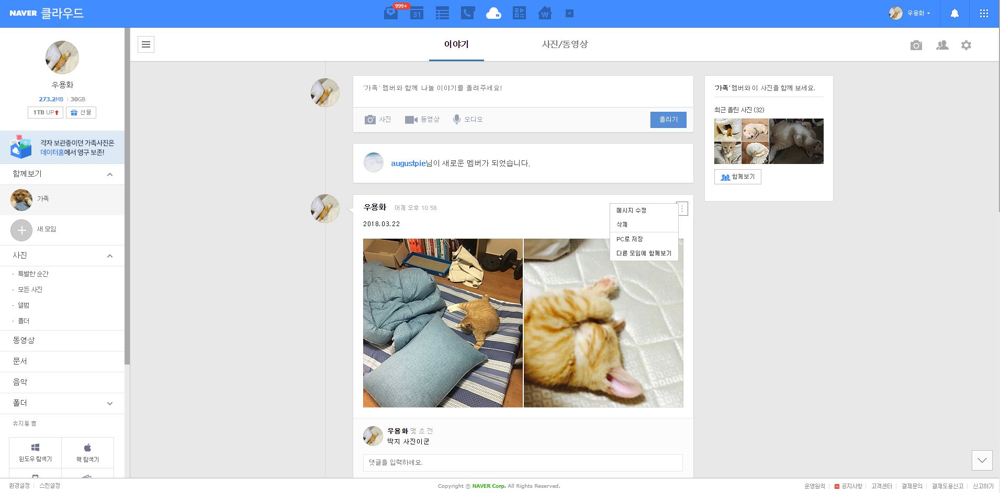 NAVER 클라우드
999+
31
우용화
우용화
273.2MB | 30GB
1TB UP
선물
각자 보관중이던 가족사진은
데이터홈에서 영구 보존!
함께보기
가족
새 모임
사진
· 특별한 순간
· 모든 사진
· 앨범
· 폴더
동영상
문서
음악
폴더
휴지통
윈도우 탐색기
맥 탐색기
환경설정 | 스킨설정
이야기
사진/동영상
'가족' 멤버와 함께 나눌 이야기를 올려주세요!
사진
동영상
오디오
올리기
augustpie님이 새로운 멤버가 되었습니다.
우용화 어제 오후 10:58
2018.03.22
메시지 수정
삭제
PC로 저장
다른 모임에 함께보기
우용화 몇 초 전
딱지 사진이군
댓글을 입력하세요.
'가족' 멤버와 이 사진을 함께 보세요.
최근 올린 사진 (32)
함께보기
Copyright © NAVER Corp. All Rights Reserved.
운영원칙 | N 공지사항 | 고객센터 | 결제문의 | 결제도용신고 | 신고하기